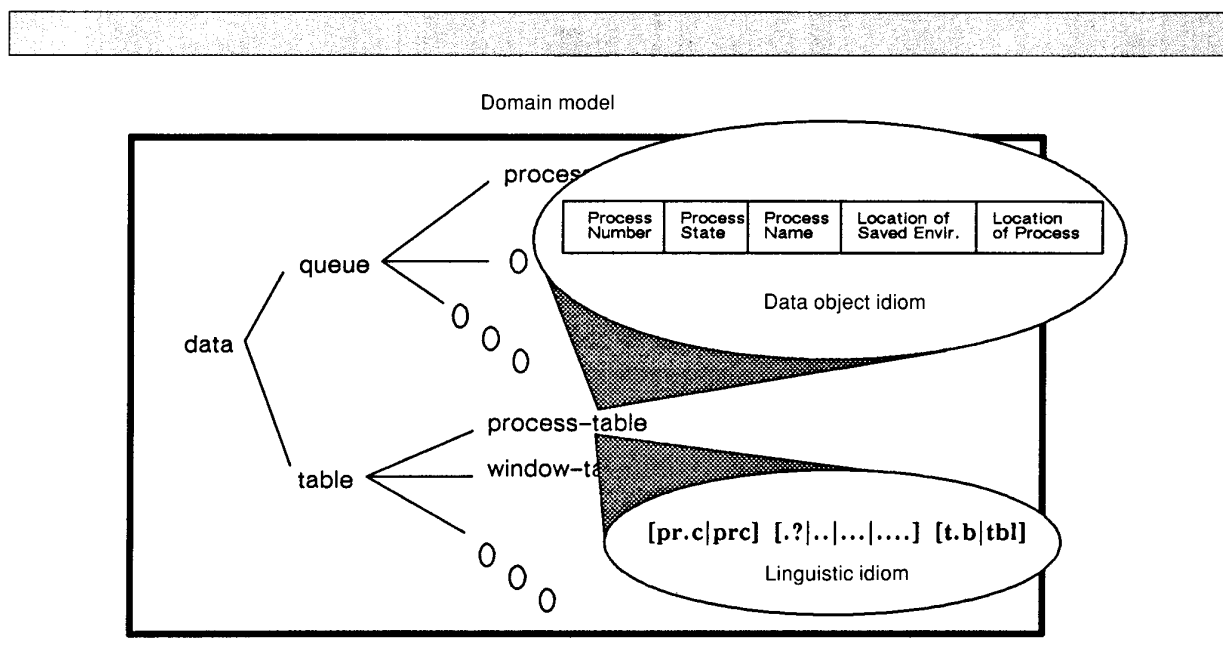 Domain model
process
Process Number
Process State
Process Name
Location of Saved Envir.
Location of Process
queue
Data object idiom
data
process-table
window-ta
table
[pr.c|prc] [.?|..|...|....] [t.b|tbl]
Linguistic idiom